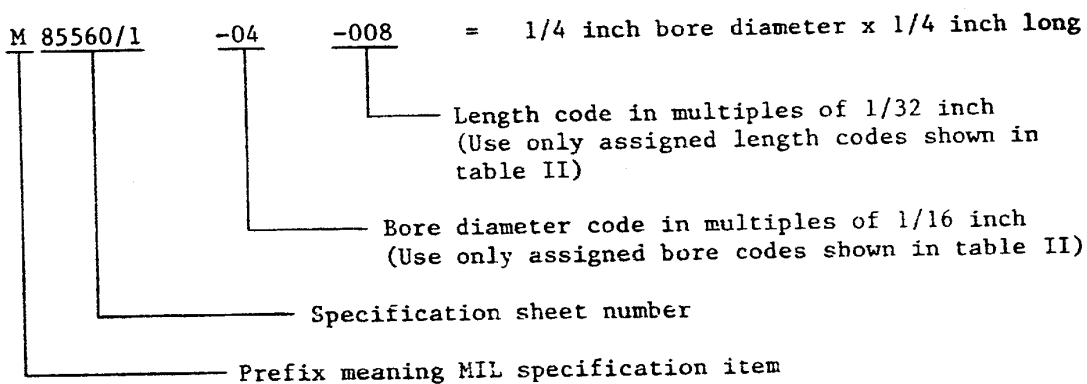 M 85560/1 -04 -008 = 1/4 inch bore diameter x 1/4 inch long
Length code in multiples of 1/32 inch
(Use only assigned length codes shown in
table II)
Bore diameter code in multiples of 1/16 inch
(Use only assigned bore codes shown in table II)
Specification sheet number
Prefix meaning MIL specification item